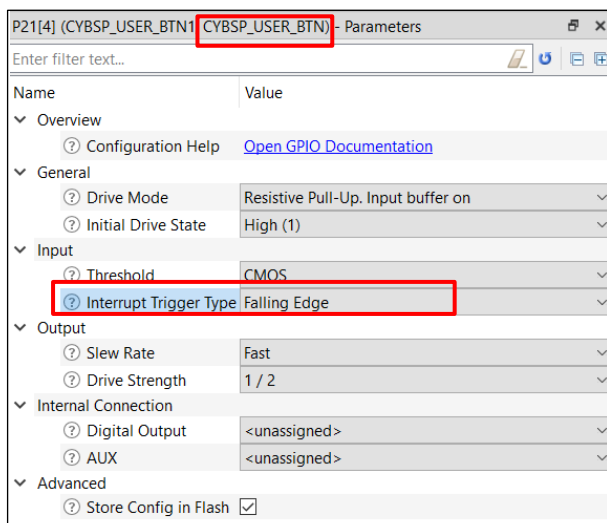 P21[4] (CYBSP_USER_BTN1, CYBSP_USER_BTN) - Parameters
Enter filter text...
Name Value
Overview
Configuration Help Open GPIO Documentation
General
Drive Mode Resistive Pull-Up. Input buffer on
Initial Drive State High (1)
Input
Threshold CMOS
Interrupt Trigger Type Falling Edge
Output
Slew Rate Fast
Drive Strength 1 / 2
Internal Connection
Digital Output <unassigned>
AUX <unassigned>
Advanced
Store Config in Flash